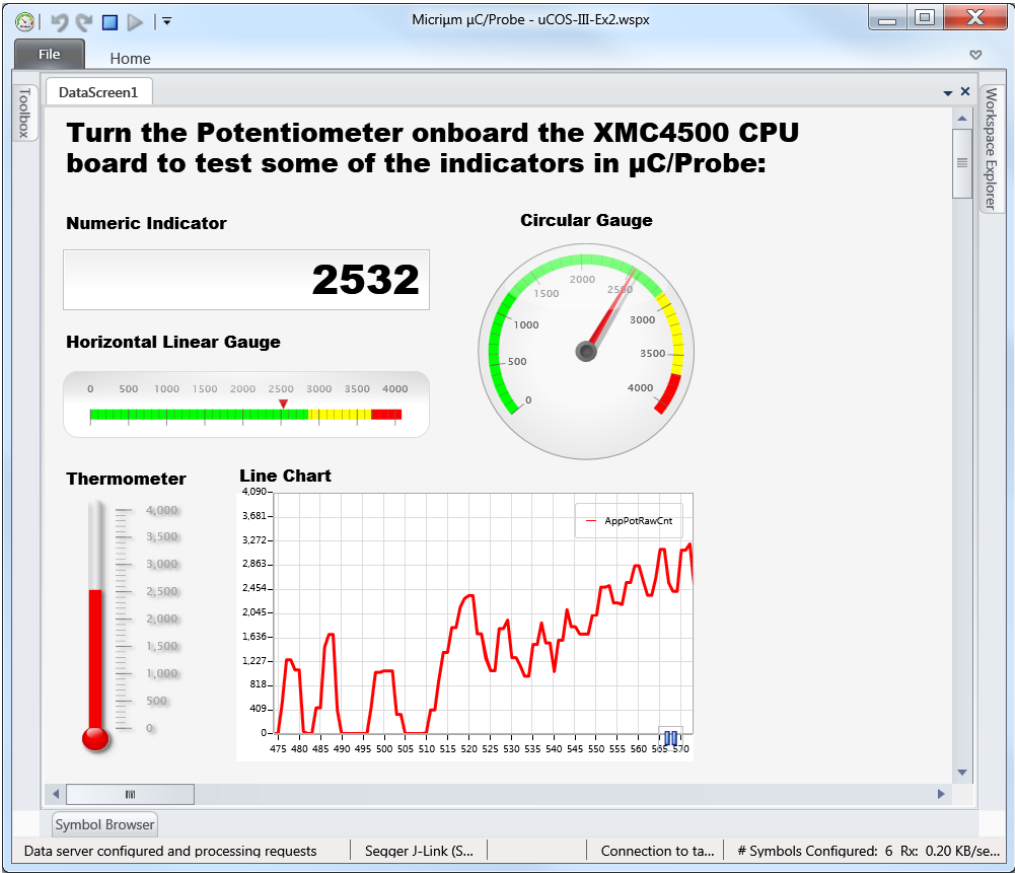 Micriµm µC/Probe - uCOS-III-Ex2.wspx
File
Home
Toolbox
DataScreen1
Workspace Explorer
Turn the Potentiometer onboard the XMC4500 CPU
board to test some of the indicators in µC/Probe:
Numeric Indicator
2532
Circular Gauge
0
500
1000
1500
2000
2500
3000
3500
4000
Horizontal Linear Gauge
0 500 1000 1500 2000 2500 3000 3500 4000
Thermometer
4,000
3,500
3,000
2,500
2,000
1,500
1,000
500
0
Line Chart
4,090
3,681
3,272
2,863
2,454
2,045
1,636
1,227
818
409
0
AppPotRawCnt
475 480 485 490 495 500 505 510 515 520 525 530 535 540 545 550 555 560 565 570
Symbol Browser
Data server configured and processing requests
Segger J-Link (S...
Connection to ta...
# Symbols Configured: 6 Rx: 0.20 KB/se...